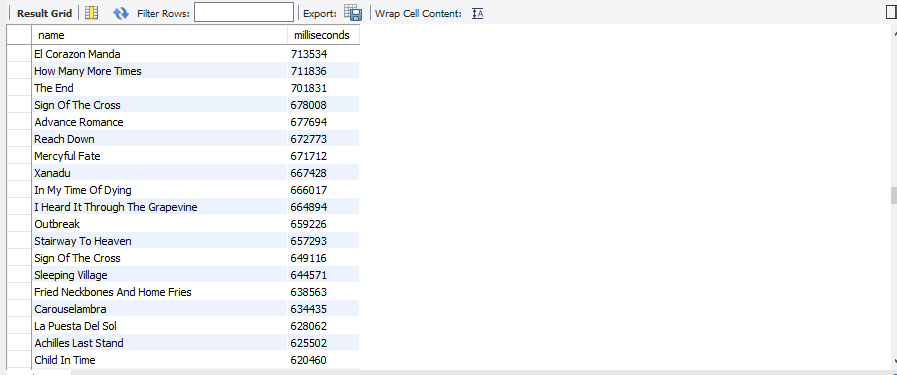 Result Grid Filter Rows: Export: Wrap Cell Content:
name milliseconds
El Corazon Manda 713534
How Many More Times 711836
The End 701831
Sign Of The Cross 678008
Advance Romance 677694
Reach Down 672773
Mercyful Fate 671712
Xanadu 667428
In My Time Of Dying 666017
I Heard It Through The Grapevine 664894
Outbreak 659226
Stairway To Heaven 657293
Sign Of The Cross 649116
Sleeping Village 644571
Fried Neckbones And Home Fries 638563
Carouselambra 634435
La Puesta Del Sol 628062
Achilles Last Stand 625502
Child In Time 620460